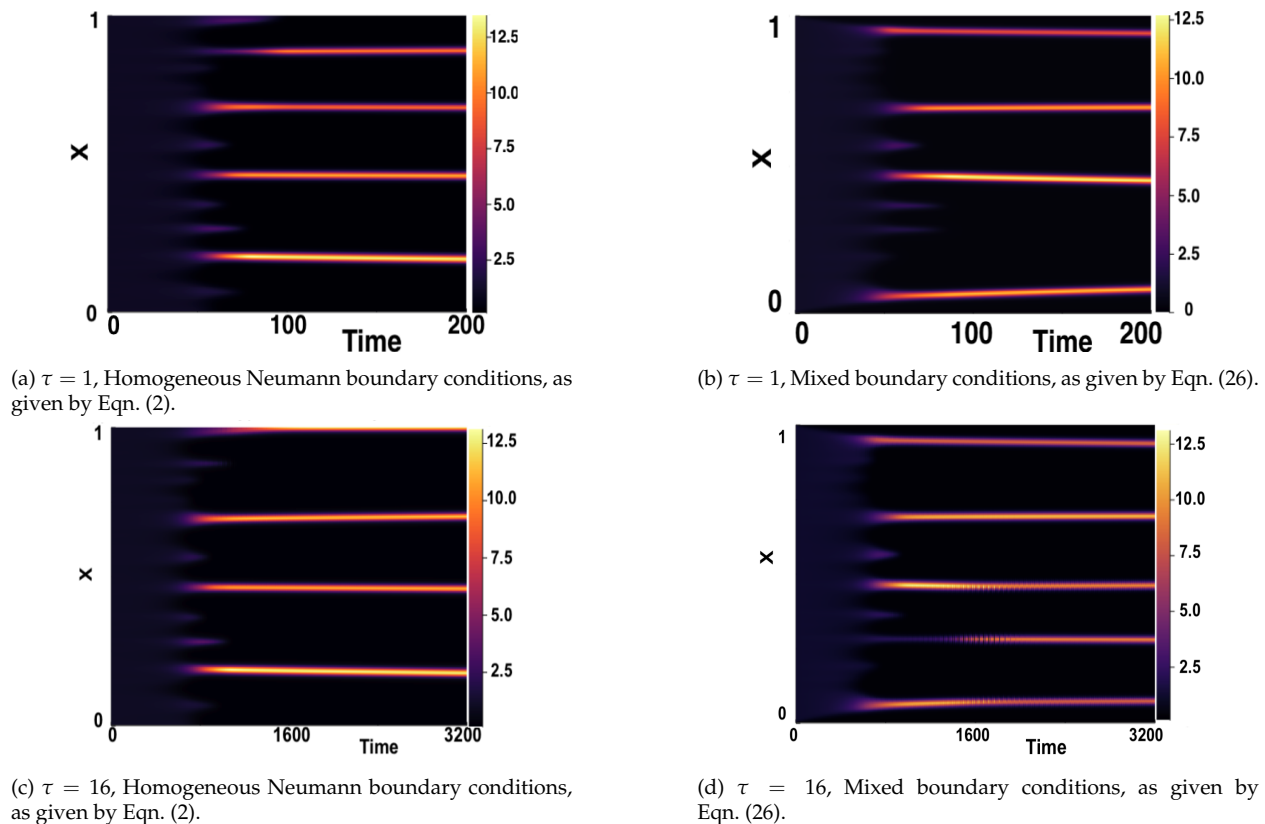 1
x
0
0
100
200
Time
12.5
10.0
7.5
5.0
2.5
1
x
0
0
100
200
Time
12.5
10.0
7.5
5.0
2.5
0
(a) τ = 1, Homogeneous Neumann boundary conditions, as
given by Eqn. (2).
(b) τ = 1, Mixed boundary conditions, as given by Eqn. (26).
1
x
0
0
1600
3200
Time
12.5
10.0
7.5
5.0
2.5
1
x
0
0
1600
3200
Time
12.5
10.0
7.5
5.0
2.5
(c) τ = 16, Homogeneous Neumann boundary conditions,
as given by Eqn. (2).
(d) τ = 16, Mixed boundary conditions, as given by
Eqn. (26).